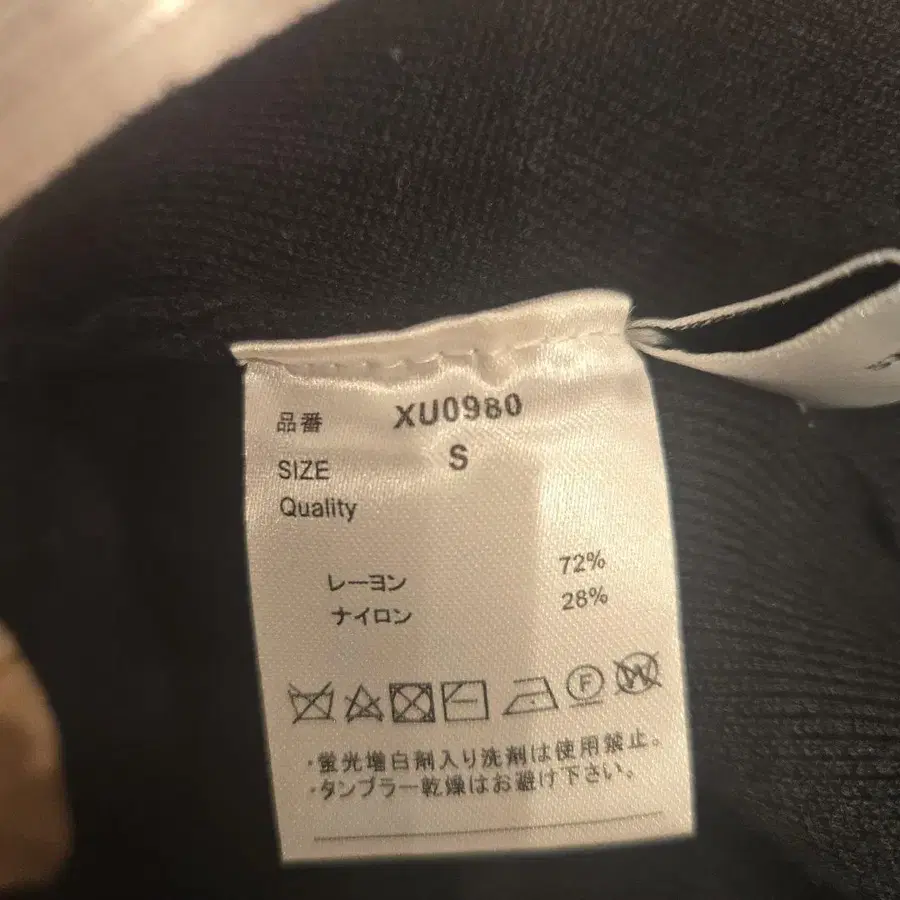 品番 XU0980
SIZE S
Quality
レーヨン 72%
ナイロン 28%
F W
・蛍光増白剤入り洗剤は使用禁止。
・タンブラー乾燥はお避け下さい。